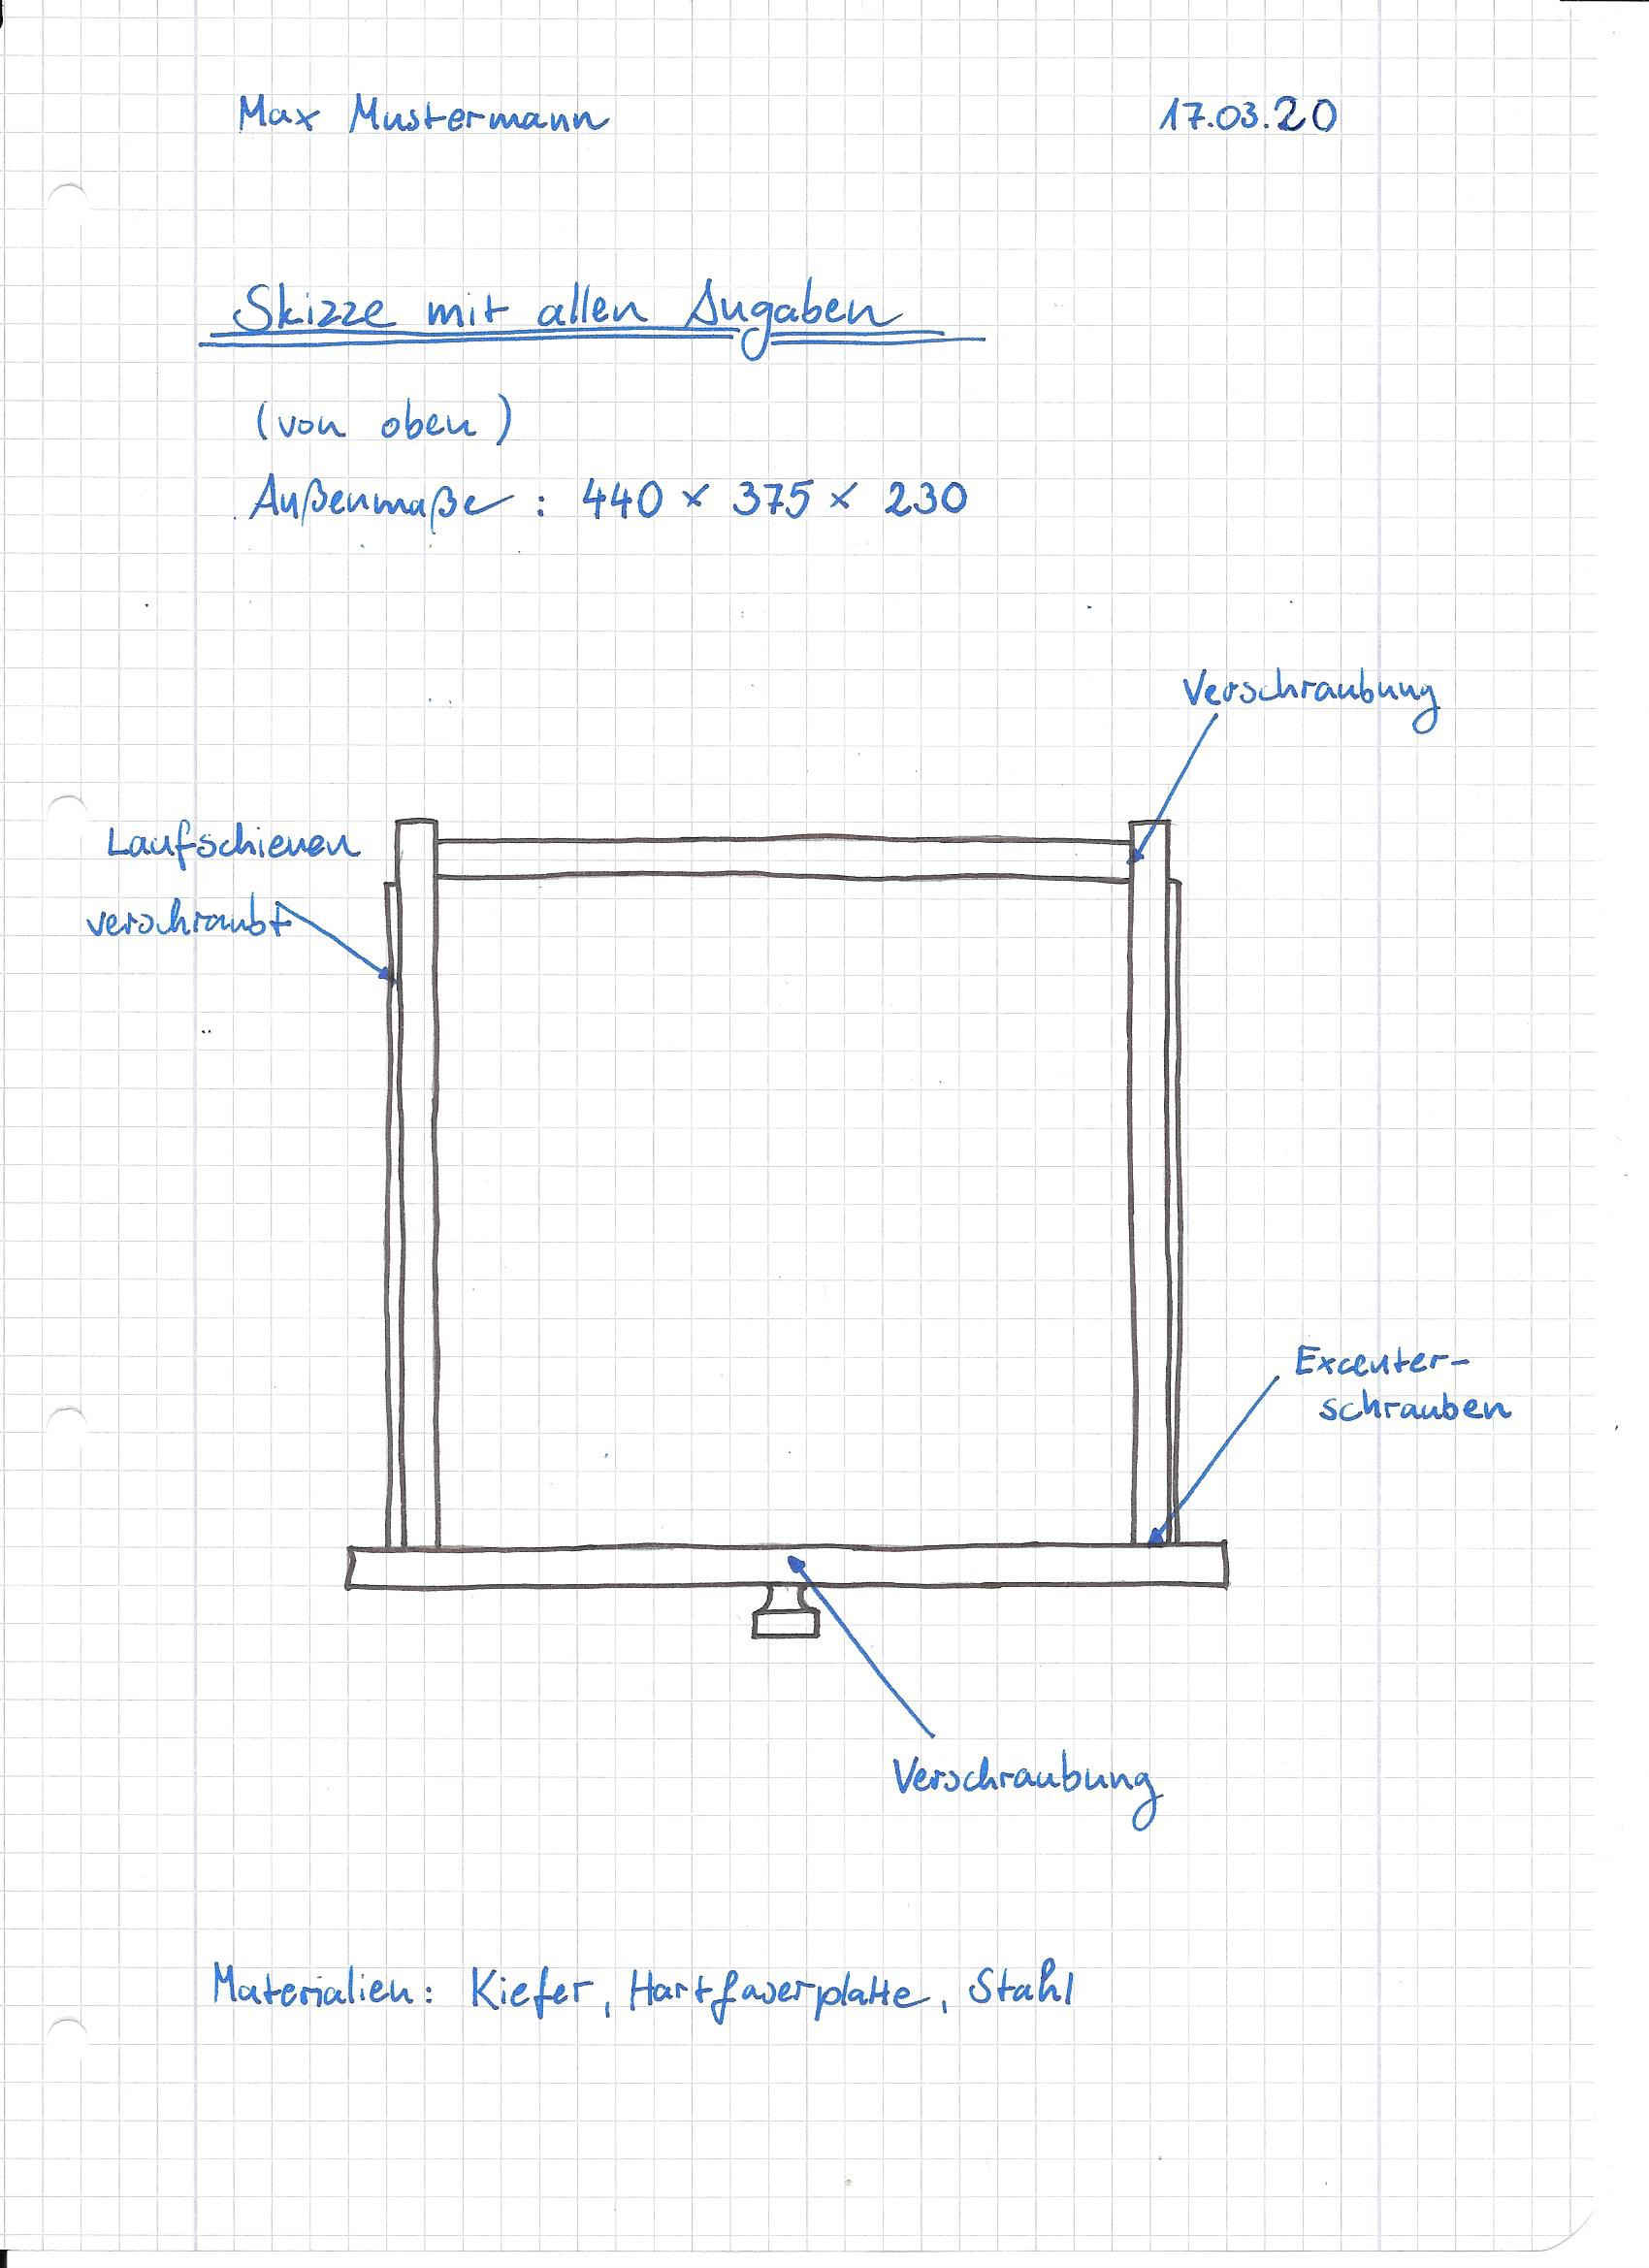 Max Mustermann 17.03.20
Skizze mit allen Angaben
(von oben)
Außenmaße: 440 x 375 x 230
Verschraubung
Laufschienen
verschraubt
Excenter-
schrauben
Verschraubung
Materialien: Kiefer, Hartfaserplatte, Stahl